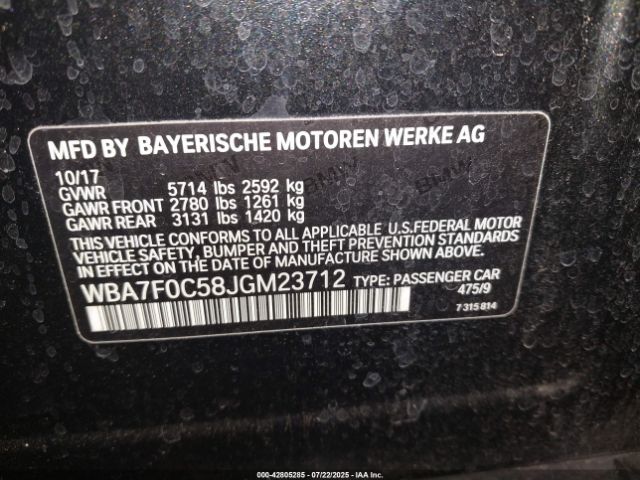 MFD BY BAYERISCHE MOTOREN WERKE AG
10/17
GVWR 5714 lbs 2592 kg
GAWR FRONT 2780 lbs 1261 kg
GAWR REAR 3131 lbs 1420 kg
THIS VEHICLE CONFORMS TO ALL APPLICABLE U.S.FEDERAL MOTOR
VEHICLE SAFETY, BUMPER AND THEFT PREVENTION STANDARDS
IN EFFECT ON THE DATE OF MANUFACTURE SHOWN ABOVE.
WBA7F0C58JGM23712 TYPE: PASSENGER CAR
475/9
7 315 814
000-42805285 - 07/22/2025 - IAA Inc.